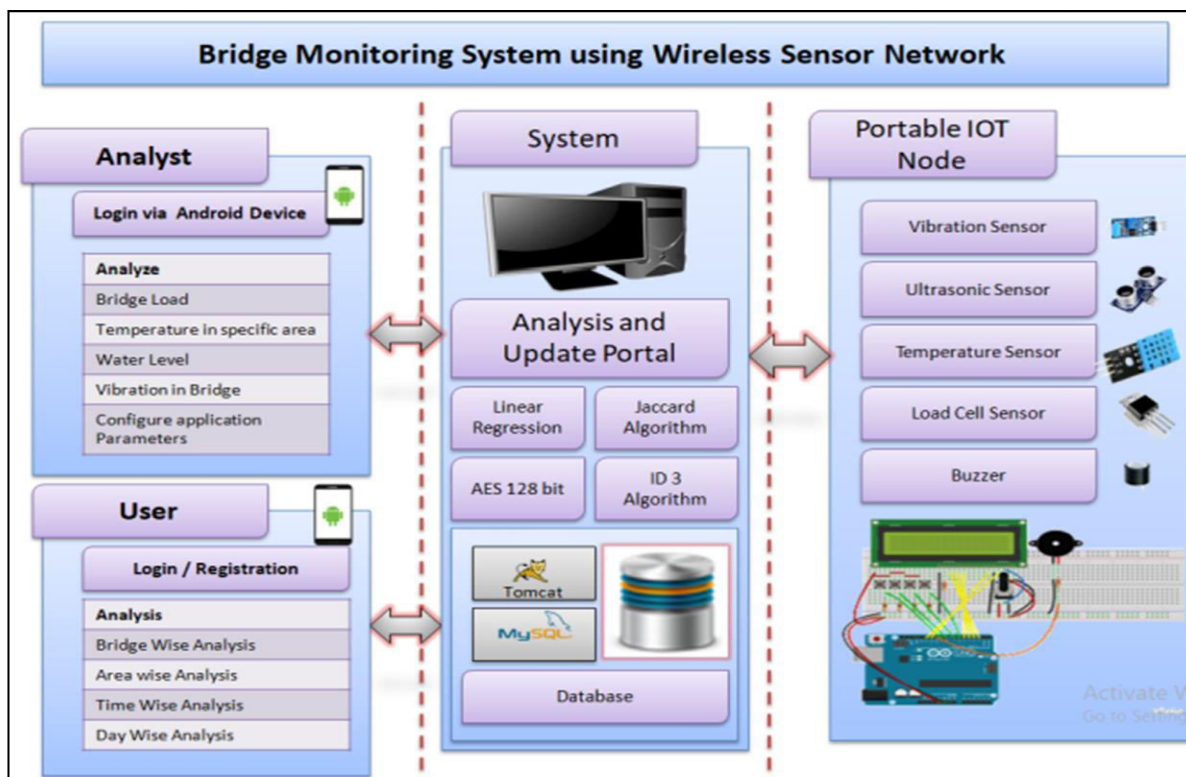 Bridge Monitoring System using Wireless Sensor Network
Analyst
Login via Android Device
Analyze
Bridge Load
Temperature in specific area
Water Level
Vibration in Bridge
Configure application
Parameters
User
Login / Registration
Analysis
Bridge Wise Analysis
Area wise Analysis
Time Wise Analysis
Day Wise Analysis
System
Analysis and
Update Portal
Linear
Regression
Jaccard
Algorithm
AES 128 bit
ID 3
Algorithm
Tomcat
MySQL
Database
Portable IOT
Node
Vibration Sensor
Ultrasonic Sensor
Temperature Sensor
Load Cell Sensor
Buzzer
Activate W
Go to Setting